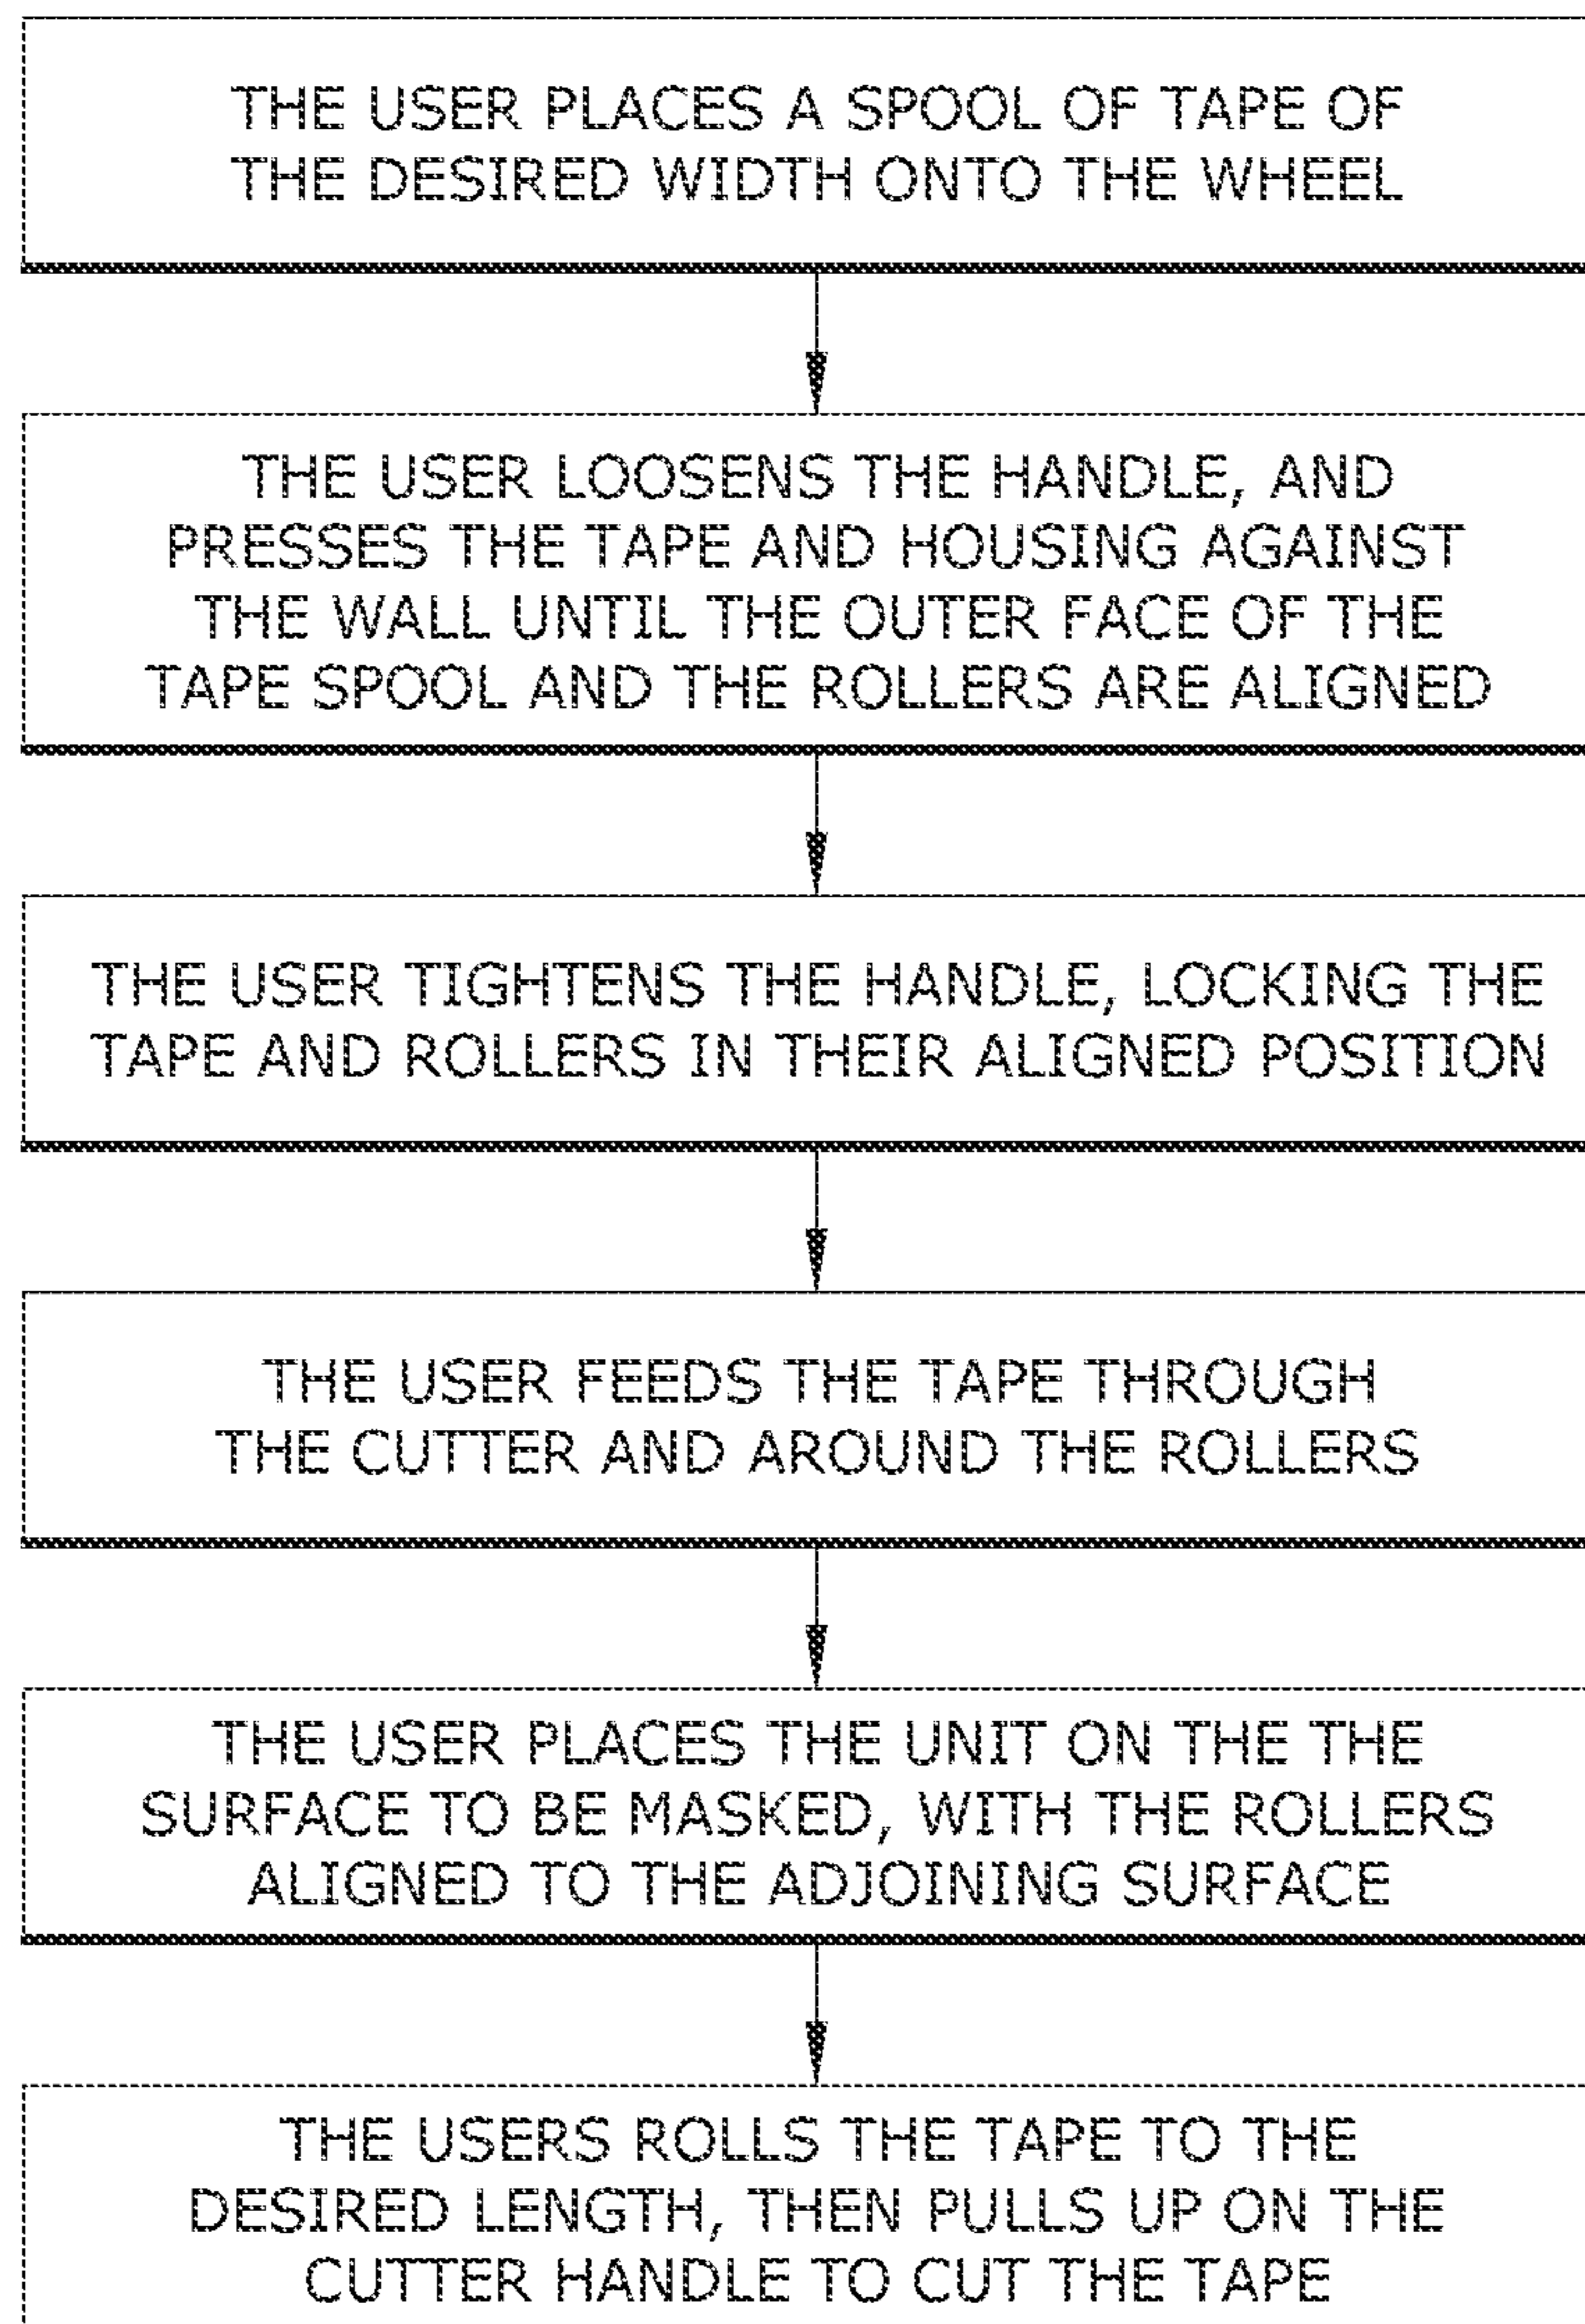 THE USER PLACES A SPOOL OF TAPE OF
THE DESIRED WIDTH ONTO THE WHEEL
THE USER LOOSENS THE HANDLE, AND
PRESSES THE TAPE AND HOUSING AGAINST
THE WALL UNTIL THE OUTER FACE OF THE
TAPE SPOOL AND THE ROLLERS ARE ALIGNED
THE USER TIGHTENS THE HANDLE, LOCKING THE
TAPE AND ROLLERS IN THEIR ALIGNED POSITION
THE USER FEEDS THE TAPE THROUGH
THE CUTTER AND AROUND THE ROLLERS
THE USER PLACES THE UNIT ON THE THE
SURFACE TO BE MASKED, WITH THE ROLLERS
ALIGNED TO THE ADJOINING SURFACE
THE USERS ROLLS THE TAPE TO THE
DESIRED LENGTH, THEN PULLS UP ON THE
CUTTER HANDLE TO CUT THE TAPE